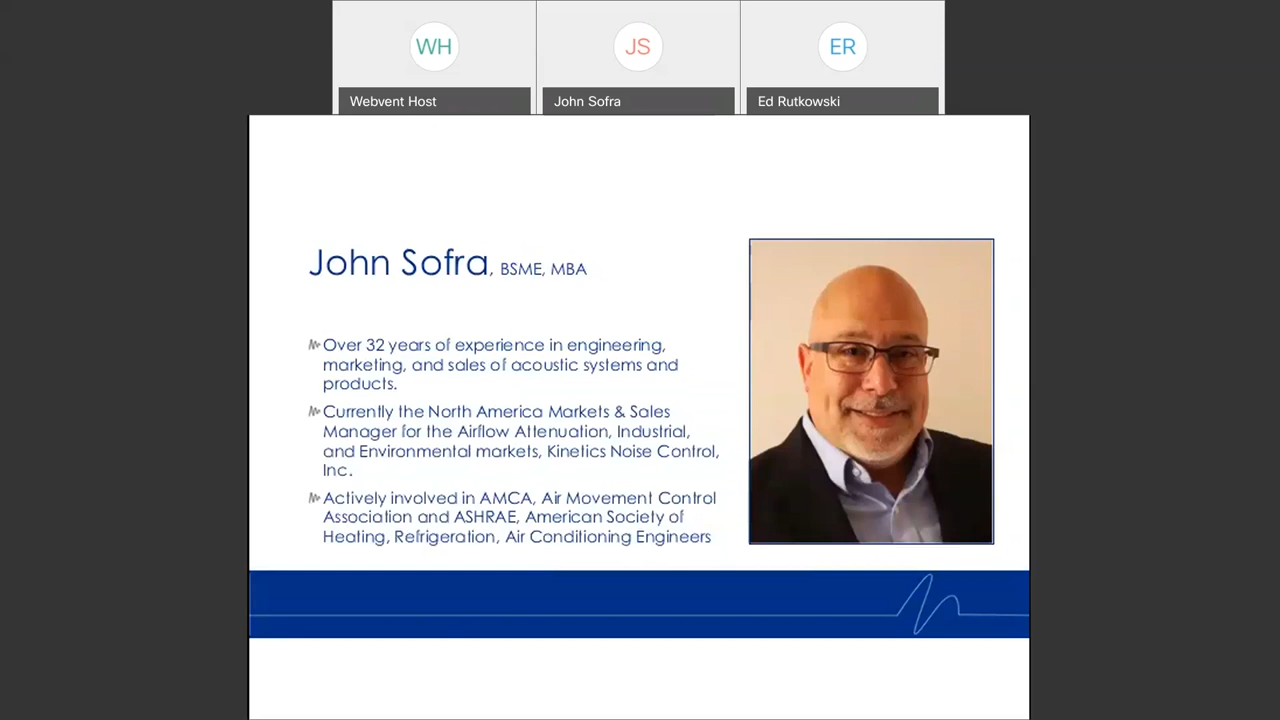 WH
JS
ER
Webvent Host
John Sofra
Ed Rutkowski
John Sofra, BSME, MBA
Over 32 years of experience in engineering,
marketing, and sales of acoustic systems and
products.
Currently the North America Markets & Sales
Manager for the Airflow Attenuation, Industrial,
and Environmental markets, Kinetics Noise Control,
Inc.
Actively involved in AMCA, Air Movement Control
Association and ASHRAE, American Society of
Heating, Refrigeration, Air Conditioning Engineers